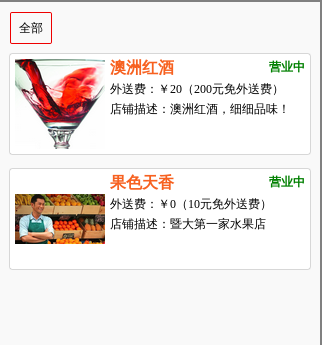 全部
澳洲红酒 营业中
外送费：￥20（200元免外送费）
店铺描述：澳洲红酒，细细品味！
果色天香 营业中
外送费：￥0（10元免外送费）
店铺描述：暨大第一家水果店